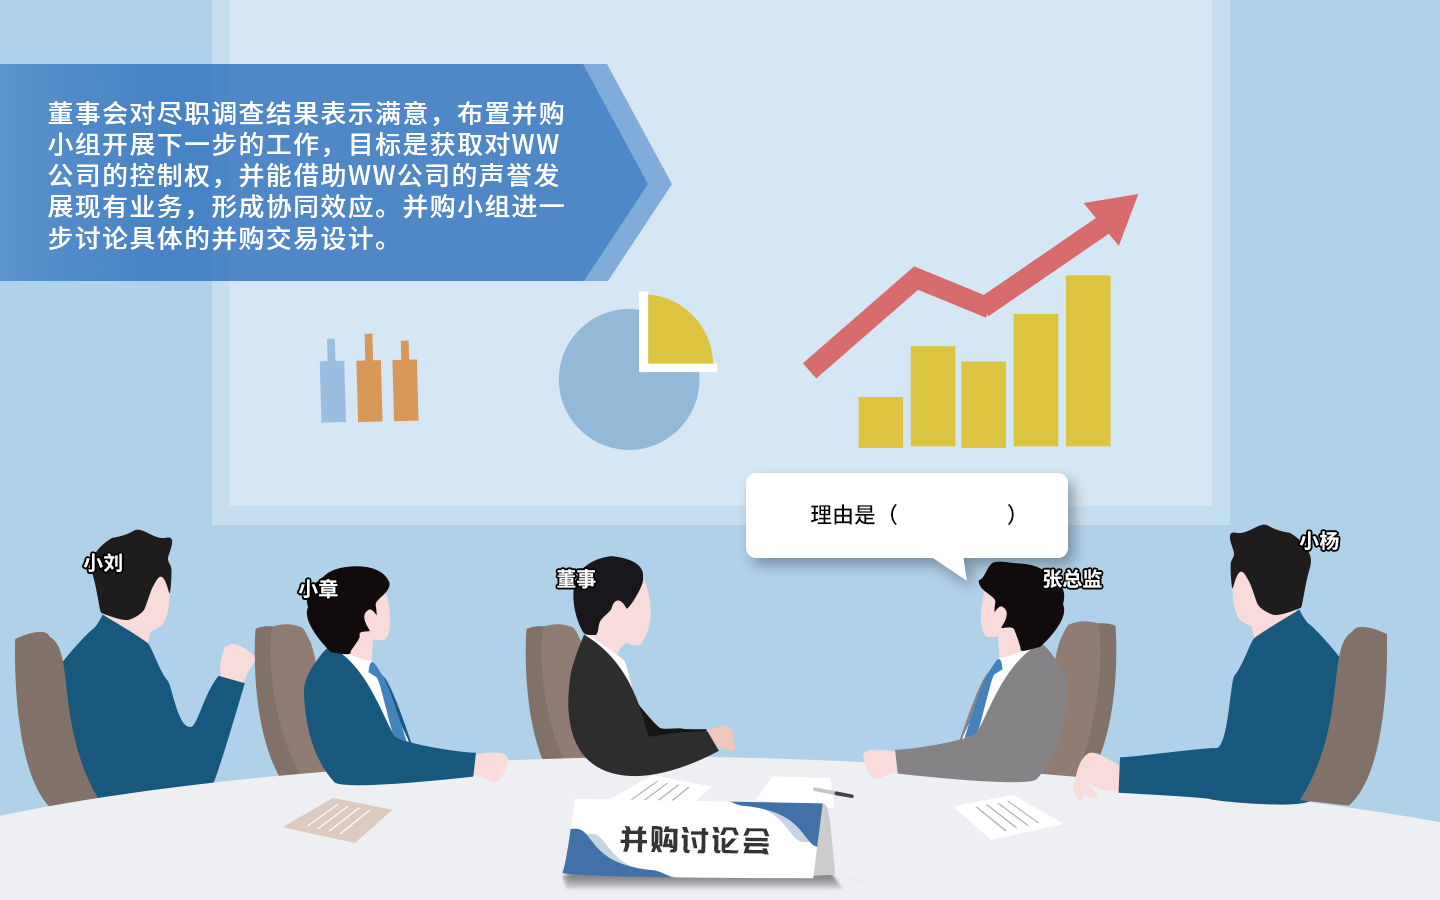 董事会对尽职调查结果表示满意，布置并购
小组开展下一步的工作，目标是获取对WW
公司的控制权，并能借助WW公司的声誉发
展现有业务，形成协同效应。并购小组进一
步讨论具体的并购交易设计。
理由是（　　　　　）
小刘
小章
董事
张总监
小杨
并购讨论会